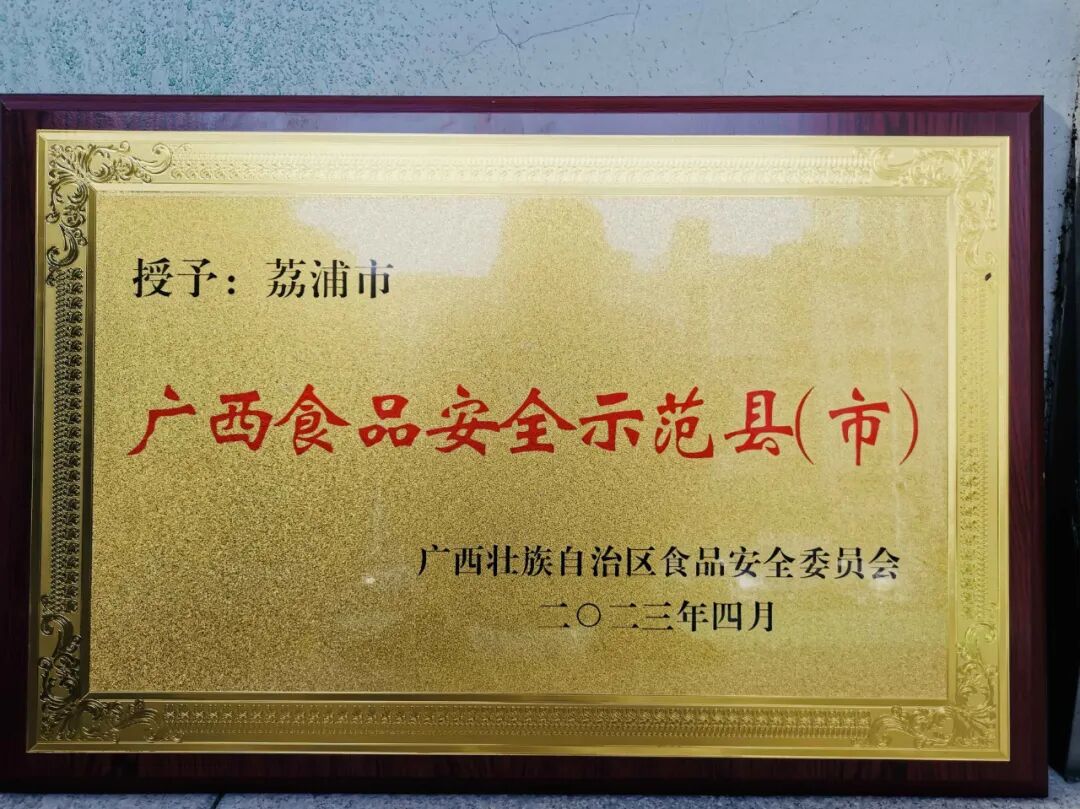 授予：荔浦市
广西食品安全示范县(市)
广西壮族自治区食品安全委员会
二〇二三年四月